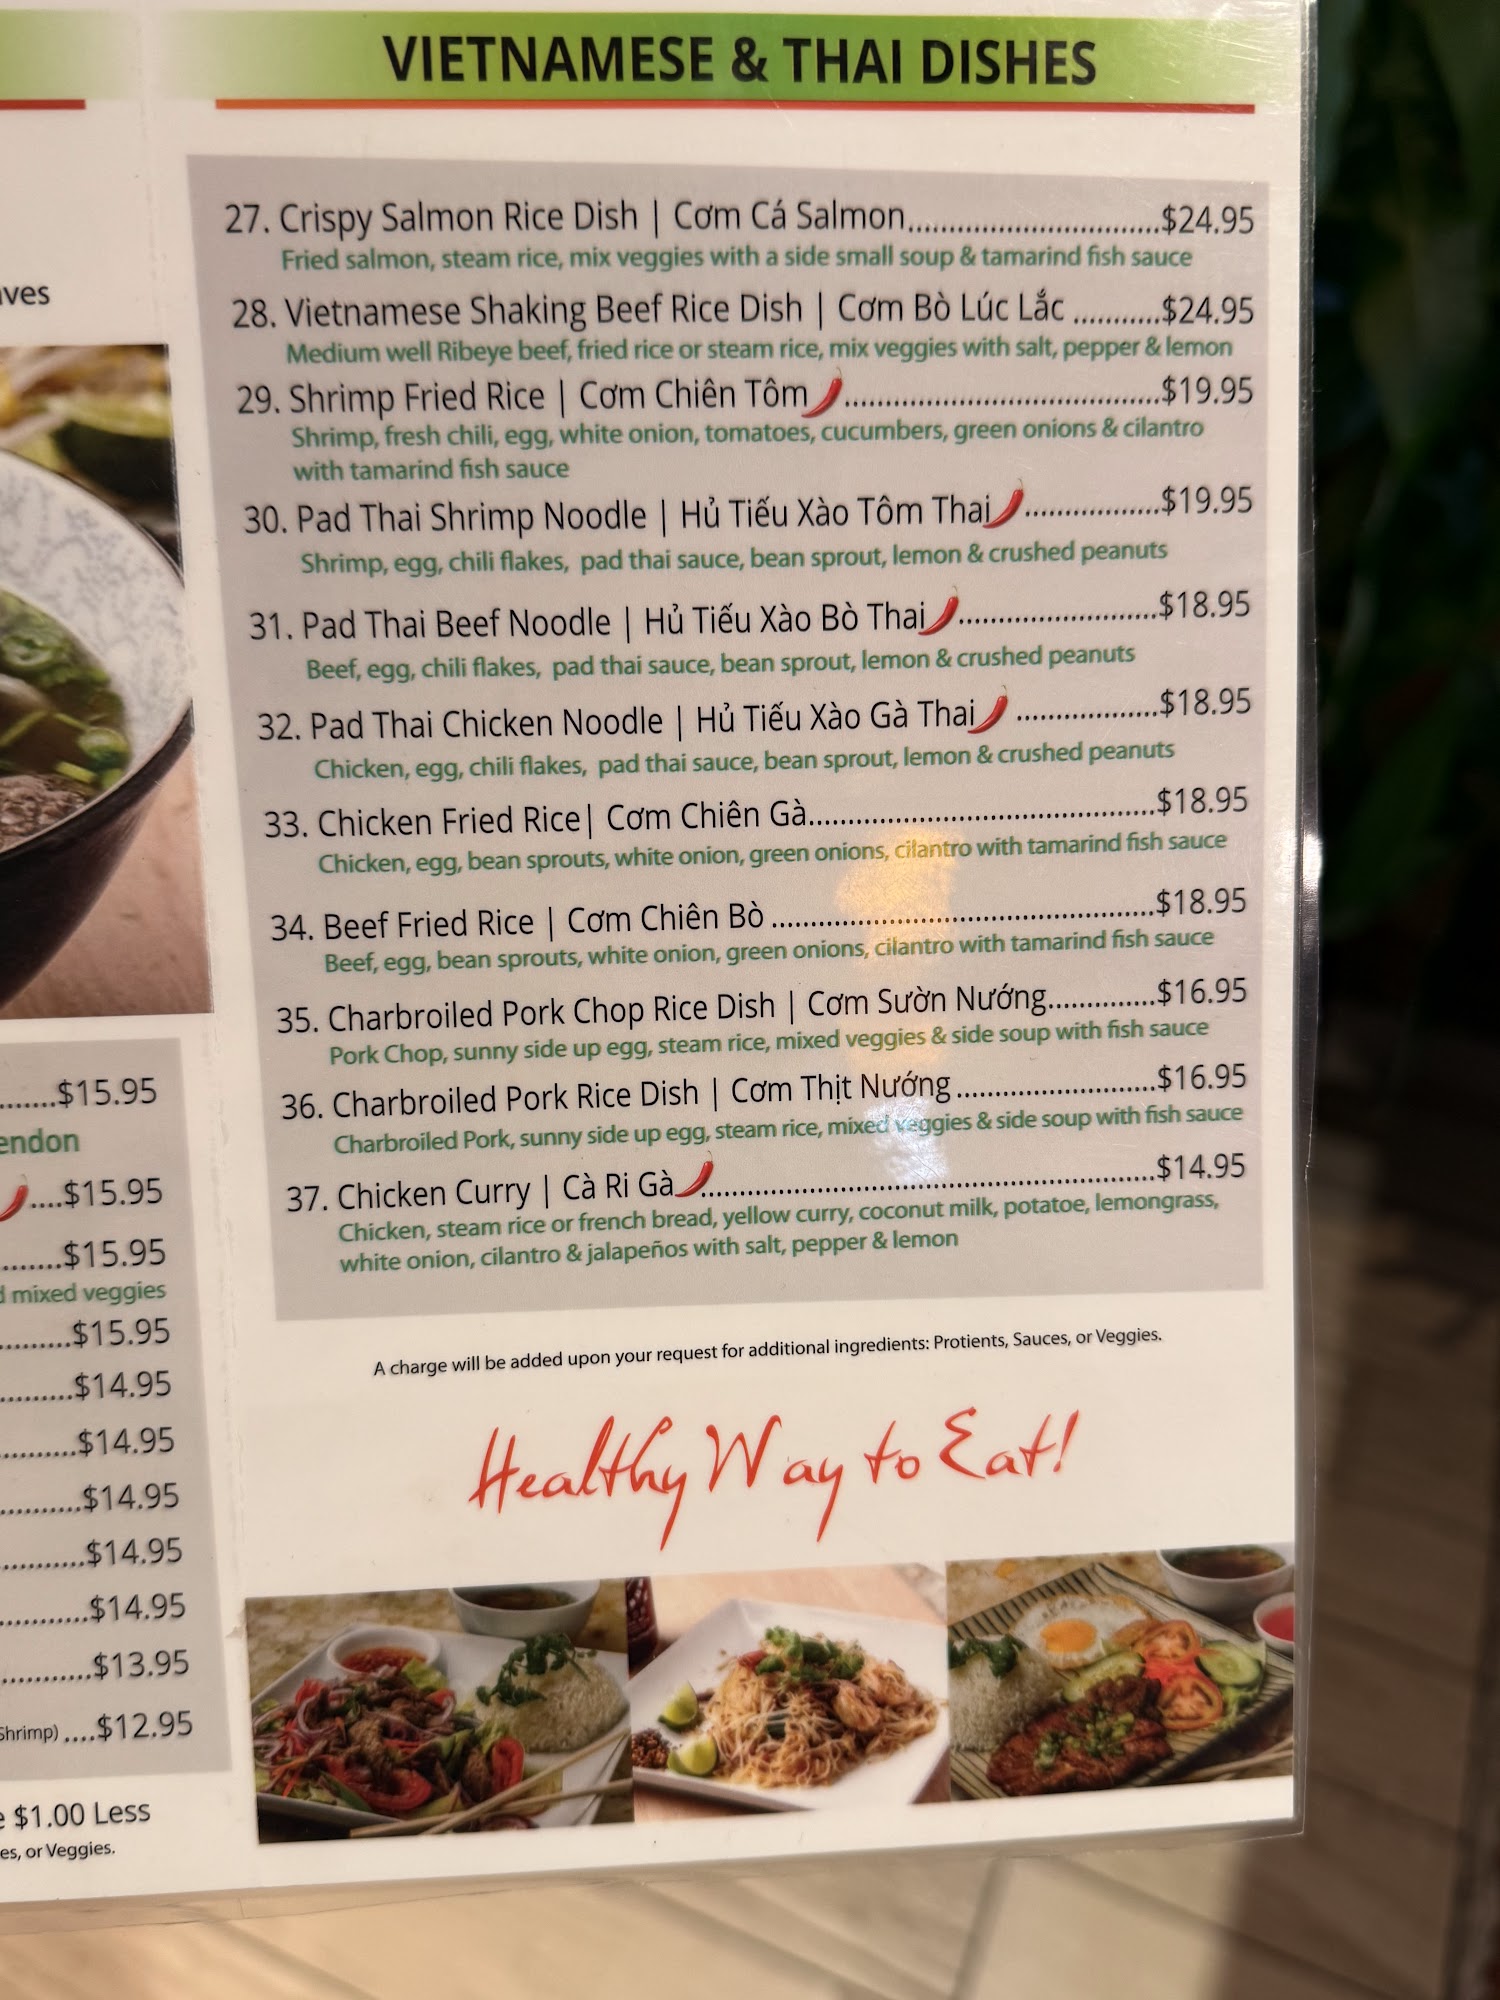 VIETNAMESE & THAI DISHES
27. Crispy Salmon Rice Dish | Cơm Cá Salmon..............................$24.95
Fried salmon, steam rice, mix veggies with a side small soup & tamarind fish sauce
28. Vietnamese Shaking Beef Rice Dish | Cơm Bò Lúc Lắc ...........$24.95
Medium well Ribeye beef, fried rice or steam rice, mix veggies with salt, pepper & lemon
29. Shrimp Fried Rice | Cơm Chiên Tôm......................................$19.95
Shrimp, fresh chili, egg, white onion, tomatoes, cucumbers, green onions & cilantro
with tamarind fish sauce
30. Pad Thai Shrimp Noodle | Hủ Tiếu Xào Tôm Thai.................$19.95
Shrimp, egg, chili flakes, pad thai sauce, bean sprout, lemon & crushed peanuts
31. Pad Thai Beef Noodle | Hủ Tiếu Xào Bò Thai.........................$18.95
Beef, egg, chili flakes, pad thai sauce, bean sprout, lemon & crushed peanuts
32. Pad Thai Chicken Noodle | Hủ Tiếu Xào Gà Thai ..................$18.95
Chicken, egg, chili flakes, pad thai sauce, bean sprout, lemon & crushed peanuts
33. Chicken Fried Rice| Cơm Chiên Gà...........................................$18.95
Chicken, egg, bean sprouts, white onion, green onions, cilantro with tamarind fish sauce
34. Beef Fried Rice | Cơm Chiên Bò ................................................$18.95
Beef, egg, bean sprouts, white onion, green onions, cilantro with tamarind fish sauce
35. Charbroiled Pork Chop Rice Dish | Cơm Sườn Nướng.............$16.95
Pork Chop, sunny side up egg, steam rice, mixed veggies & side soup with fish sauce
36. Charbroiled Pork Rice Dish | Cơm Thịt Nướng.........................$16.95
Charbroiled Pork, sunny side up egg, steam rice, mixed veggies & side soup with fish sauce
37. Chicken Curry | Cà Ri Gà.......................................................$14.95
Chicken, steam rice or french bread, yellow curry, coconut milk, potatoe, lemongrass,
white onion, cilantro & jalapeños with salt, pepper & lemon
A charge will be added upon your request for additional ingredients: Protients, Sauces, or Veggies.
Healthy Way to Eat!
.......$15.95
....$15.95
.......$15.95
mixed veggies
.........$15.95
.........$14.95
..........$14.95
..........$14.95
...........$14.95
...........$14.95
............$13.95
Shrimp) ....$12.95
$1.00 Less
or Veggies.